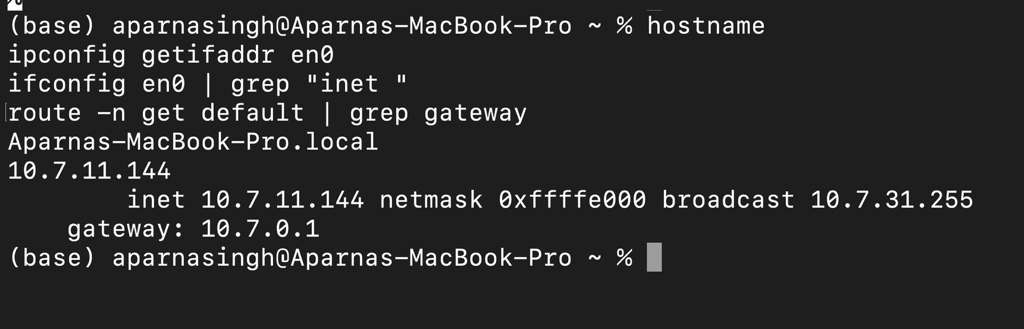 (base) aparnasingh@Aparnas-MacBook-Pro ~ % hostname
ipconfig getifaddr en0
ifconfig en0 | grep "inet "
route -n get default | grep gateway
Aparnas-MacBook-Pro.local
10.7.11.144
        inet 10.7.11.144 netmask 0xffffe000 broadcast 10.7.31.255
    gateway: 10.7.0.1
(base) aparnasingh@Aparnas-MacBook-Pro ~ %